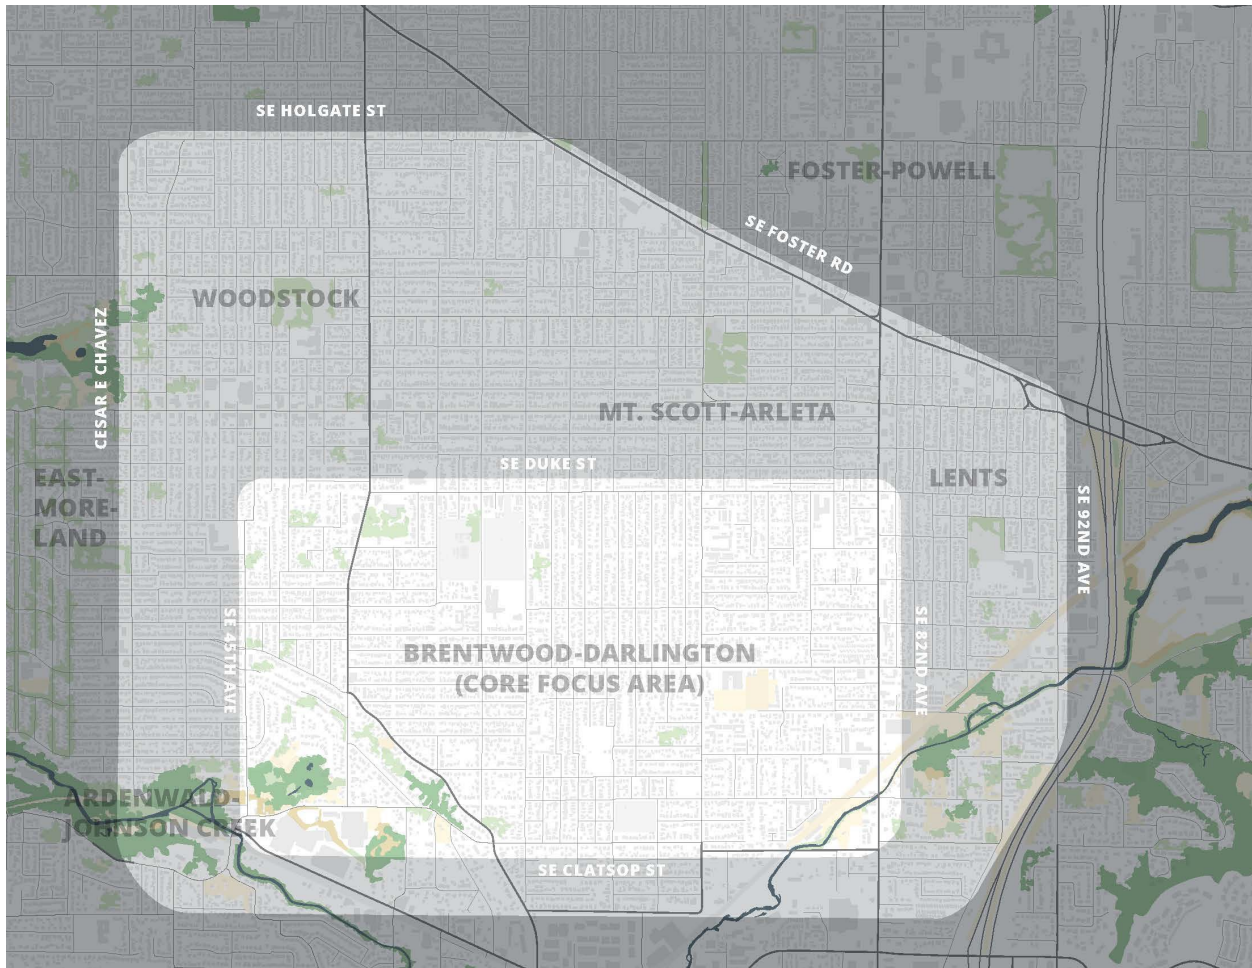 SE HOLGATE ST
FOSTER-POWELL
SE FOSTER RD
WOODSTOCK
CESAR E CHAVEZ
MT. SCOTT-ARLETA
SE DUKE ST
EAST-
MORE-
LAND
LENTS
SE 92ND AVE
SE 45TH AVE
SE 82ND AVE
BRENTWOOD-DARLINGTON
(CORE FOCUS AREA)
ARDENWALD-
JOHNSON CREEK
SE CLATSOP ST